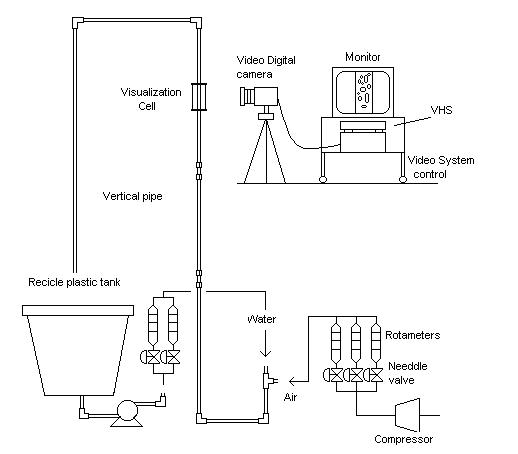 Video Digital
camera
Monitor
Visualization
Cell
VHS
Video System
control
Vertical pipe
Recicle plastic tank
Water
Rotameters
Needdle
valve
Air
Compressor